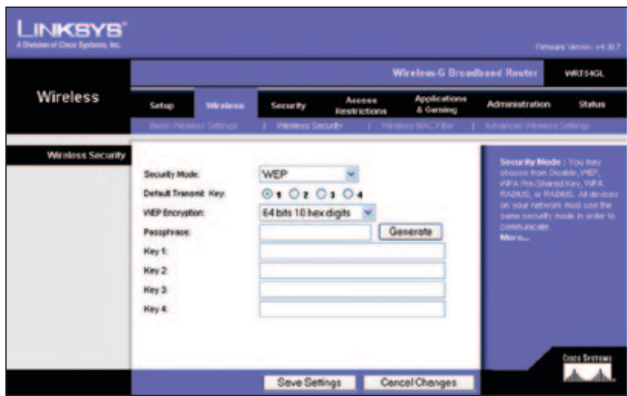 LINKSYS®
A Division of Cisco Systems, Inc.
Firmware Version: v4.30.7
Wireless-G Broadband Router WRT54GL
Wireless
Setup Wireless Security Access Restrictions Applications & Gaming Administration Status
Basic Wireless Settings | Wireless Security | Wireless MAC Filter | Advanced Wireless Settings
Wireless Security
Security Mode: WEP
Default Transmit Key: 1 2 3 4
WEP Encryption: 64 bits 10 hex digits
Passphrase: Generate
Key 1:
Key 2:
Key 3:
Key 4:
Security Mode : You may
choose from Disable, WEP,
WPA Pre-Shared Key, WPA
RADIUS, or RADIUS. All devices
on your network must use the
same security mode in order to
communicate.
More...
Save Settings Cancel Changes
CISCO SYSTEMS